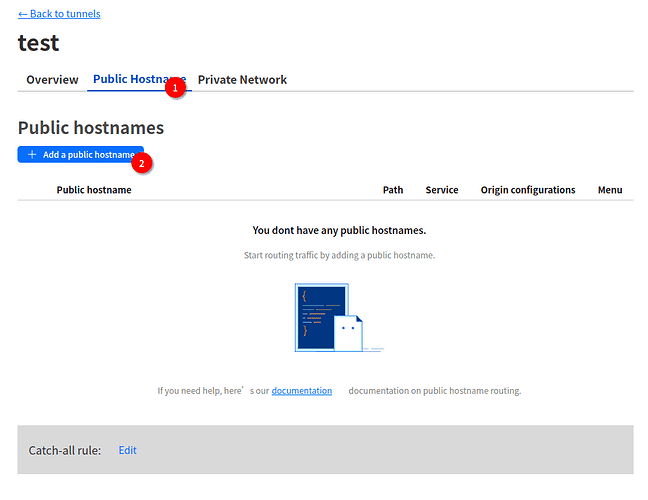 ← Back to tunnels
test
Overview Public Hostname Private Network
1
Public hostnames
+ Add a public hostname
2
Public hostname Path Service Origin configurations Menu
You dont have any public hostnames.
Start routing traffic by adding a public hostname.
{
}
If you need help, here's our documentation documentation on public hostname routing.
Catch-all rule: Edit